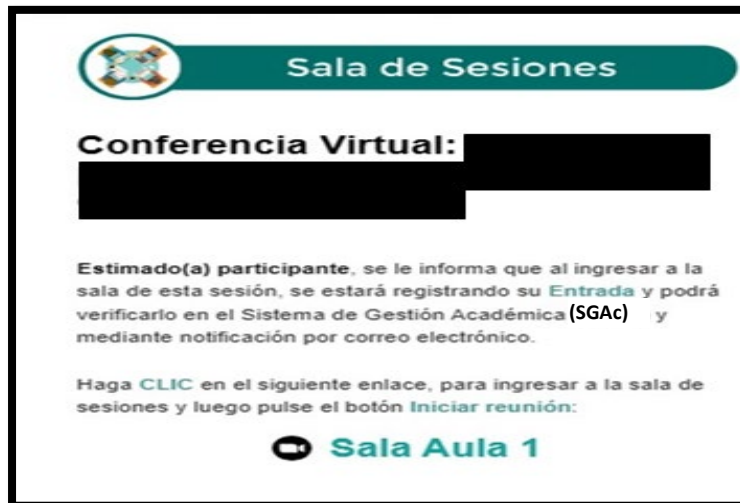 Sala de Sesiones
Conferencia Virtual:
Estimado(a) participante, se le informa que al ingresar a la
sala de esta sesión, se estará registrando su Entrada y podrá
verificarlo en el Sistema de Gestión Académica (SGAc) y
mediante notificación por correo electrónico.
Haga CLIC en el siguiente enlace, para ingresar a la sala de
sesiones y luego pulse el botón Iniciar reunión:
Sala Aula 1